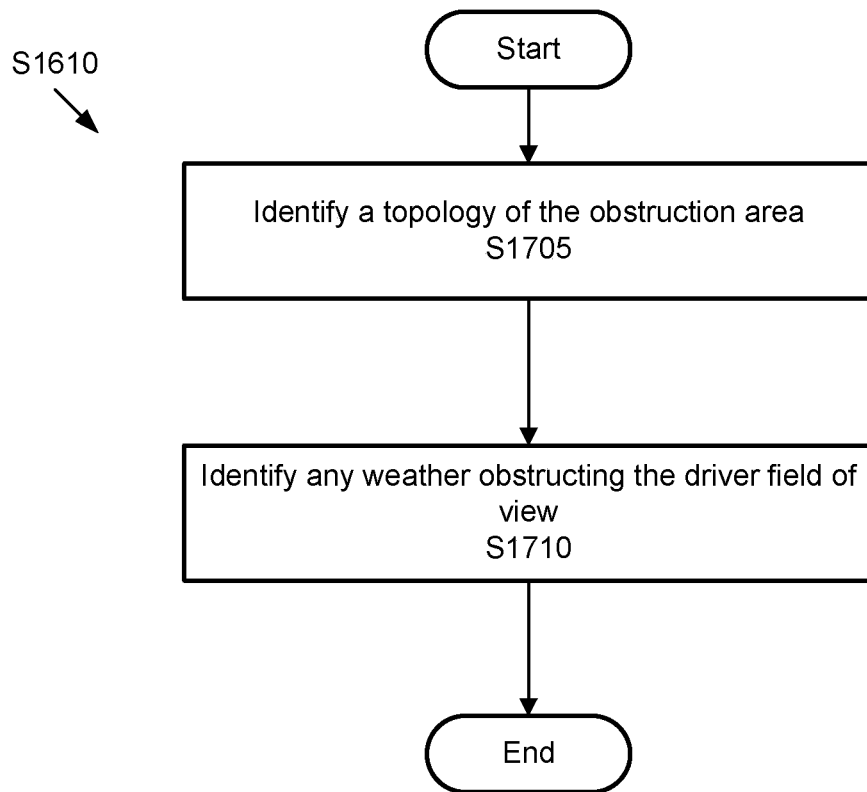 Start
S1610
Identify a topology of the obstruction area
S1705
Identify any weather obstructing the driver field of
view
S1710
End